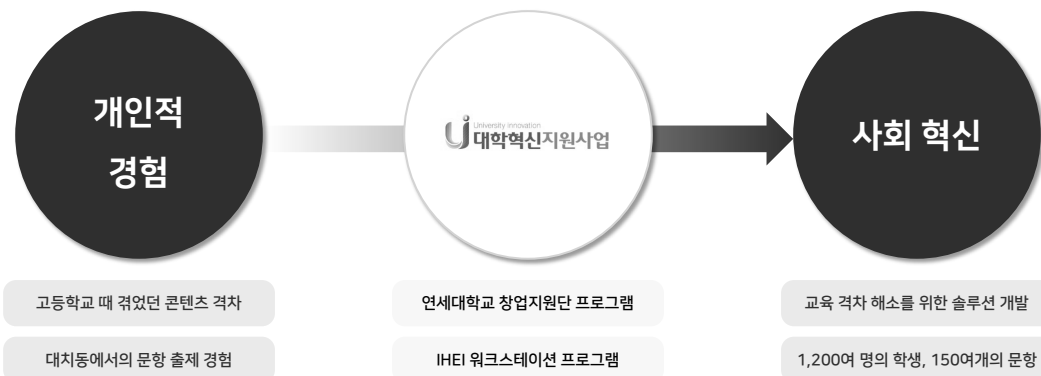 개인적
경험
University Innovation
대학혁신지원사업
사회 혁신
고등학교 때 겪었던 콘텐츠 격차
연세대학교 창업지원단 프로그램
교육 격차 해소를 위한 솔루션 개발
대치동에서의 문항 출제 경험
IHEI 워크스테이션 프로그램
1,200여 명의 학생, 150여개의 문항